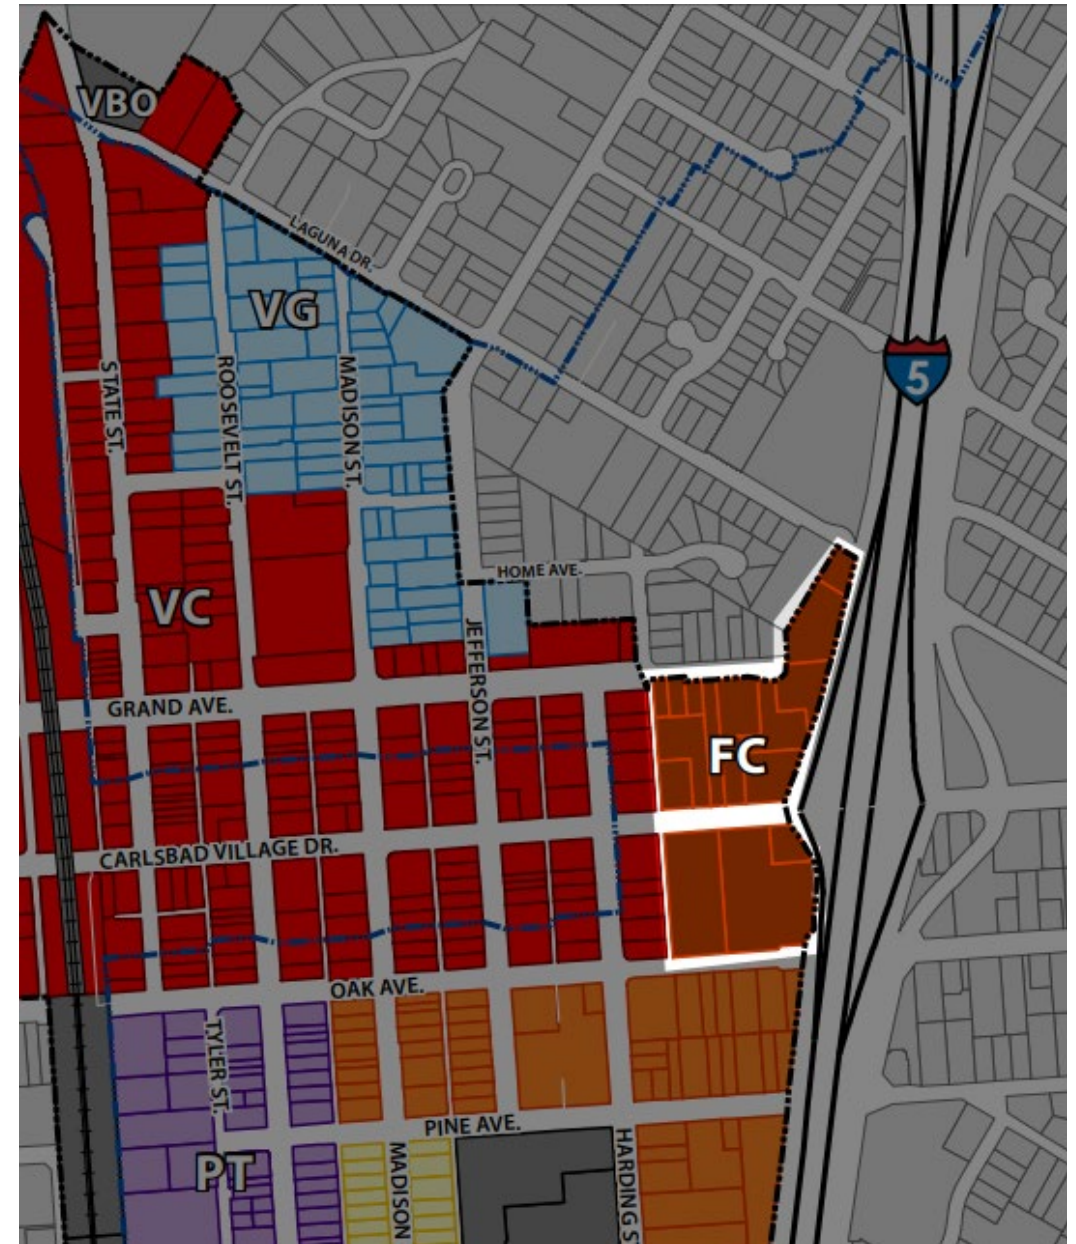 VBO
LAGUNA DR.
VG
5
STATE ST.
ROOSEVELT ST.
MADISON ST.
HOME AVE.
VC
JEFFERSON ST.
GRAND AVE.
FC
CARLSBAD VILLAGE DR.
OAK AVE.
TYLER ST.
PINE AVE.
PT
MADISON
HARDING S